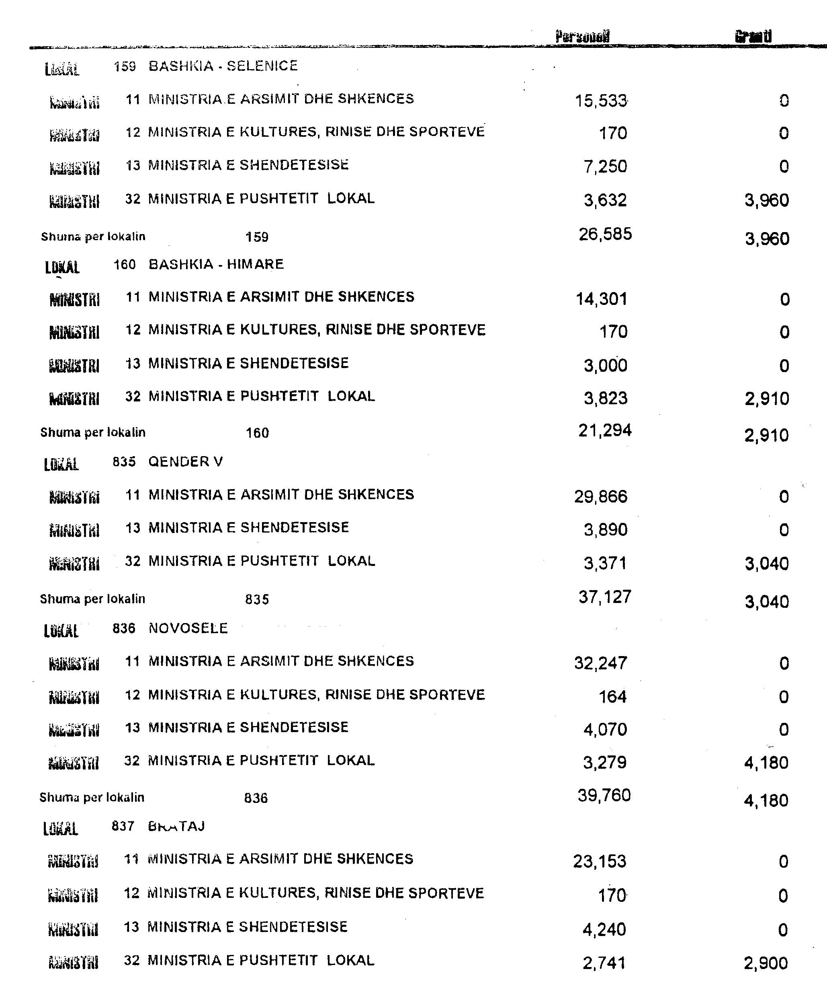 Personeli Granti
LOKAL 159 BASHKIA - SELENICE
MINISTRI 11 MINISTRIA E ARSIMIT DHE SHKENCES 15,533 0
MINISTRI 12 MINISTRIA E KULTURES, RINISE DHE SPORTEVE 170 0
MINISTRI 13 MINISTRIA E SHENDETESISE 7,250 0
MINISTRI 32 MINISTRIA E PUSHTETIT LOKAL 3,632 3,960
Shuma per lokalin 159 26,585 3,960
LOKAL 160 BASHKIA - HIMARE
MINISTRI 11 MINISTRIA E ARSIMIT DHE SHKENCES 14,301 0
MINISTRI 12 MINISTRIA E KULTURES, RINISE DHE SPORTEVE 170 0
MINISTRI 13 MINISTRIA E SHENDETESISE 3,000 0
MINISTRI 32 MINISTRIA E PUSHTETIT LOKAL 3,823 2,910
Shuma per lokalin 160 21,294 2,910
LOKAL 835 QENDER V
MINISTRI 11 MINISTRIA E ARSIMIT DHE SHKENCES 29,866 0
MINISTRI 13 MINISTRIA E SHENDETESISE 3,890 0
MINISTRI 32 MINISTRIA E PUSHTETIT LOKAL 3,371 3,040
Shuma per lokalin 835 37,127 3,040
LOKAL 836 NOVOSELE
MINISTRI 11 MINISTRIA E ARSIMIT DHE SHKENCES 32,247 0
MINISTRI 12 MINISTRIA E KULTURES, RINISE DHE SPORTEVE 164 0
MINISTRI 13 MINISTRIA E SHENDETESISE 4,070 0
MINISTRI 32 MINISTRIA E PUSHTETIT LOKAL 3,279 4,180
Shuma per lokalin 836 39,760 4,180
LOKAL 837 BRATAJ
MINISTRI 11 MINISTRIA E ARSIMIT DHE SHKENCES 23,153 0
MINISTRI 12 MINISTRIA E KULTURES, RINISE DHE SPORTEVE 170 0
MINISTRI 13 MINISTRIA E SHENDETESISE 4,240 0
MINISTRI 32 MINISTRIA E PUSHTETIT LOKAL 2,741 2,900